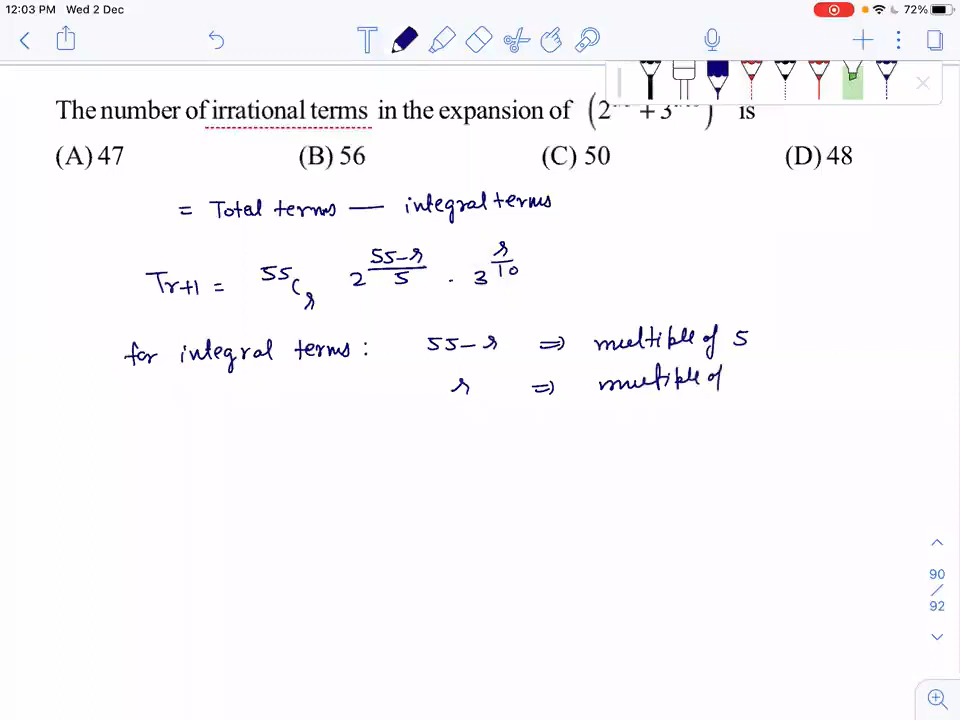 12:03 PM Wed 2 Dec 72%
The number of irrational terms in the expansion of (2 + 3 ) is
(A) 47 (B) 56 (C) 50 (D) 48
= Total terms — integral terms
Tr+1 = 55Cr 2^(55-r)/5 . 3^r/10
for integral terms : 55-r ⇒ multiple of 5
r ⇒ multiple of
90
/
92